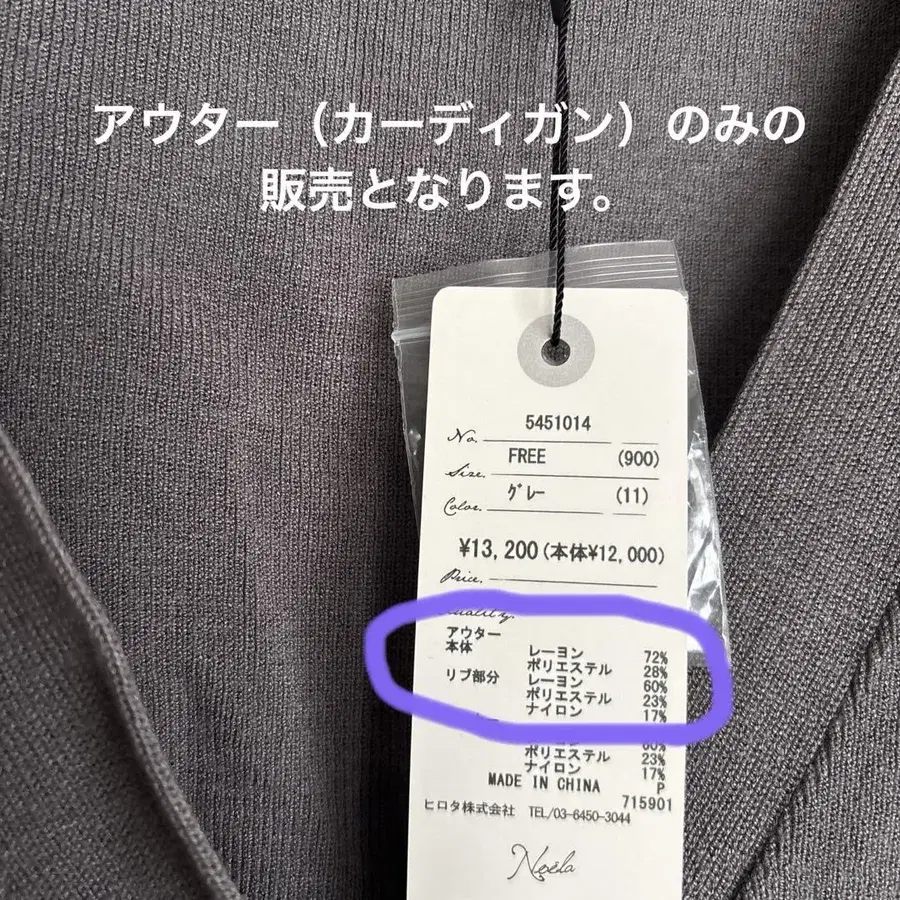 アウター（カーディガン）のみの
販売となります。
No. 5451014
Size. FREE (900)
Color. グレー (11)
¥13,200(本体¥12,000)
Price.
Quality.
アウター
本体 レーヨン 72%
ポリエステル 28%
リブ部分 レーヨン 60%
ポリエステル 23%
ナイロン 17%
60%
ポリエステル 23%
ナイロン 17%
MADE IN CHINA P
715901
ヒロタ株式会社 TEL/03-6450-3044
Noela